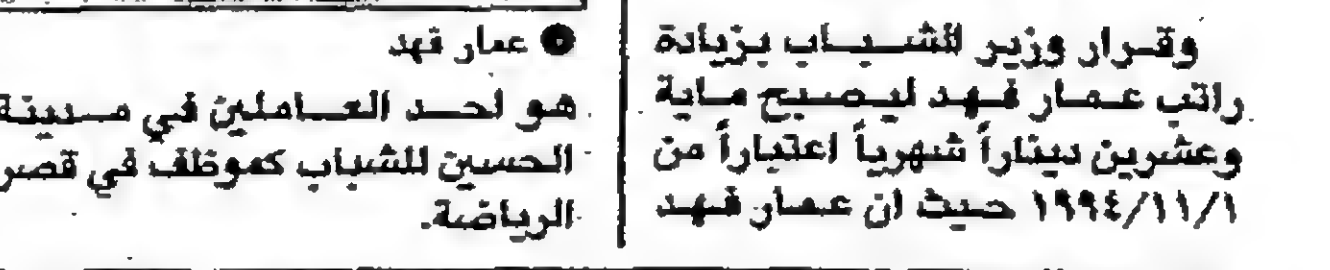 وقرار وزير الشباب بزيادة
راتب عمار فهد ليصبح ماية
وعشرين ديناراً شهرياً اعتباراً من
١٩٩٤/١١/١ حيث ان عمار فهد
● عمار فهد
هو احد العاملين في مدينة
الحسين للشباب كموظف في قصر
الرياضة.